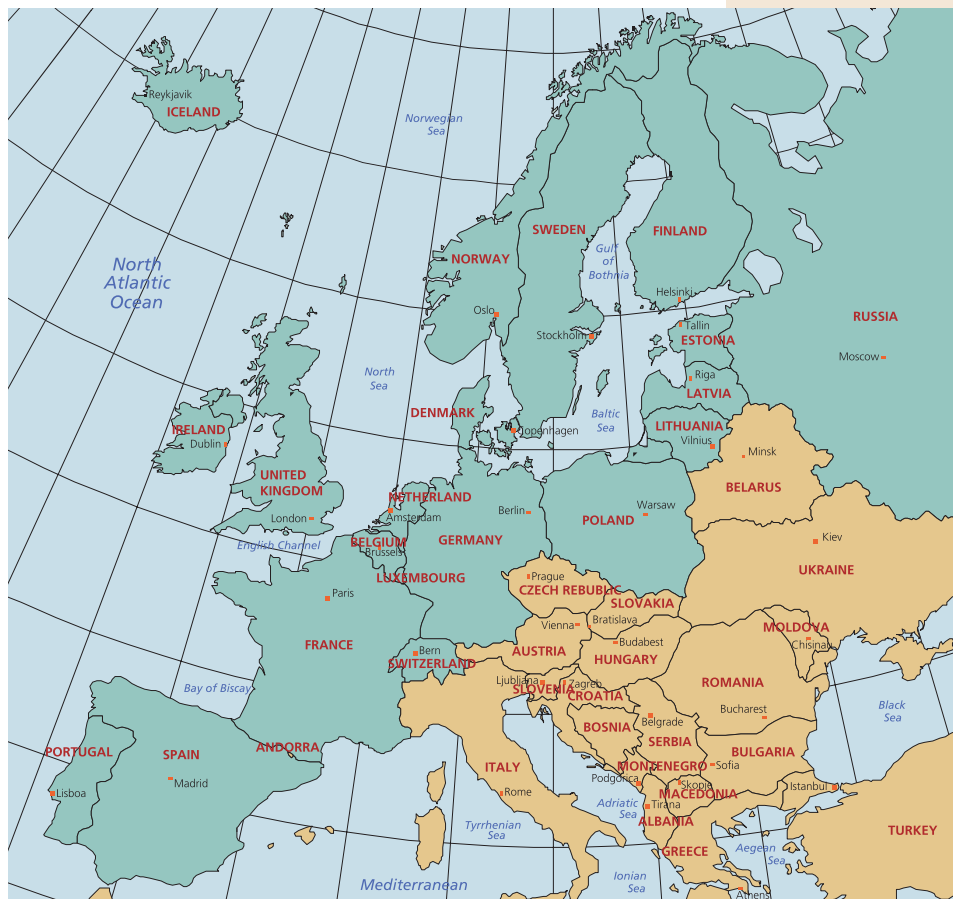 Reykjavik
ICELAND
Norwegian
Sea
SWEDEN
FINLAND
NORWAY
Gulf
of
Bothnia
North
Atlantic
Ocean
Helsinki
Oslo
Tallin
RUSSIA
Stockholm
ESTONIA
Moscow
North
Sea
Riga
LATVIA
DENMARK
Baltic
Sea
LITHUANIA
IRELAND
Copenhagen
Dublin
Vilnius
Minsk
UNITED
KINGDOM
BELARUS
NETHERLAND
Warsaw
London
Amsterdam
Berlin
POLAND
English Channel
BELGIUM
GERMANY
Kiev
Brussels
UKRAINE
LUXEMBOURG
Prague
CZECH REPUBLIC
Paris
SLOVAKIA
Bratislava
Vienna
MOLDOVA
FRANCE
Budabest
Chisinau
Bern
AUSTRIA
SWITZERLAND
HUNGARY
Ljubljana
Zagreb
ROMANIA
Bay of Biscay
SLOVENIA
CROATIA
Bucharest
Black
Sea
BOSNIA
Belgrade
SERBIA
PORTUGAL
SPAIN
ANDORRA
BULGARIA
ITALY
MONTENEGRO
Sofia
Podgorica
Madrid
Skopje
Istanbul
Lisboa
Rome
MACEDONIA
Adriatic
Sea
Tirana
ALBANIA
Tyrrhenian
Sea
TURKEY
GREECE
Aegean
Sea
Mediterranean
Ionian
Sea
Athens